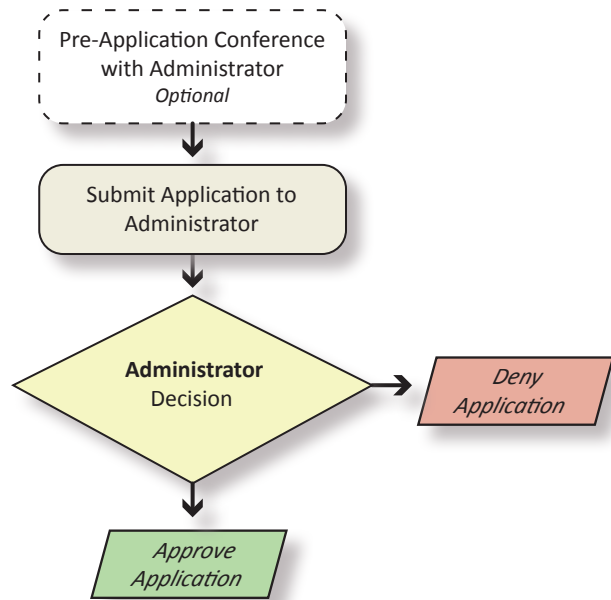 Pre-Application Conference
with Administrator
Optional
Submit Application to
Administrator
Administrator
Decision
Deny
Application
Approve
Application